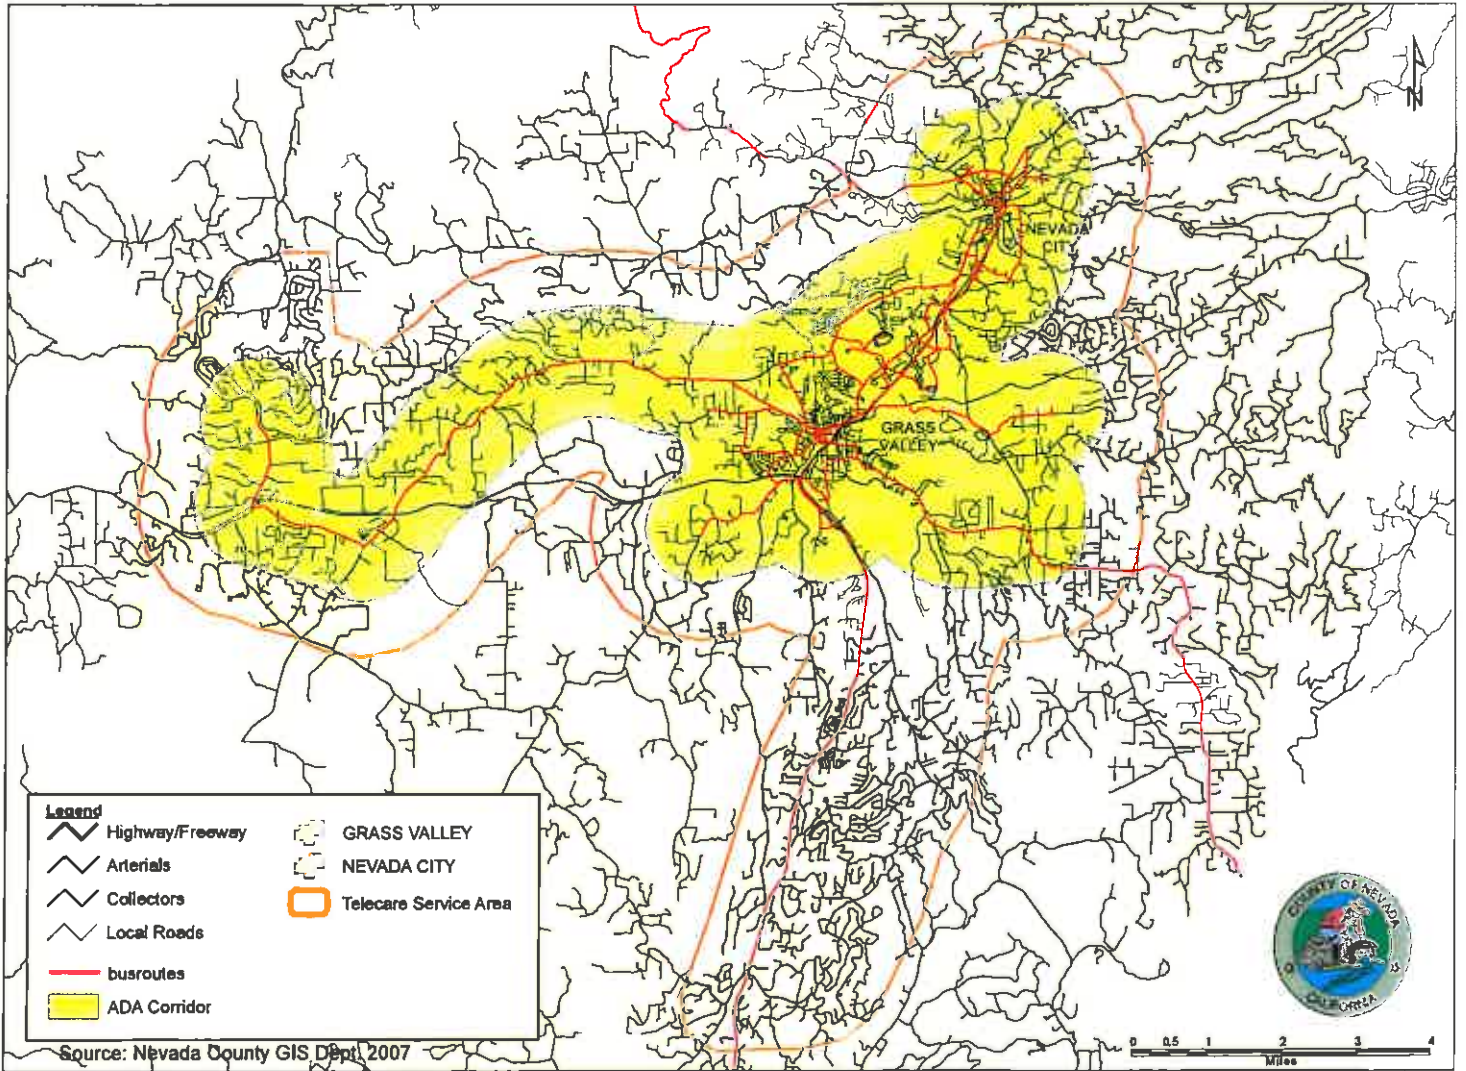 N
NEVADA
CITY
GRASS
VALLEY
Legend
Highway/Freeway
Arterials
Collectors
Local Roads
busroutes
ADA Corridor
GRASS VALLEY
NEVADA CITY
Telecare Service Area
Source: Nevada County GIS Dept. 2007
COUNTY OF NEVADA
CALIFORNIA
0 0.5 1 2 3 4
Miles